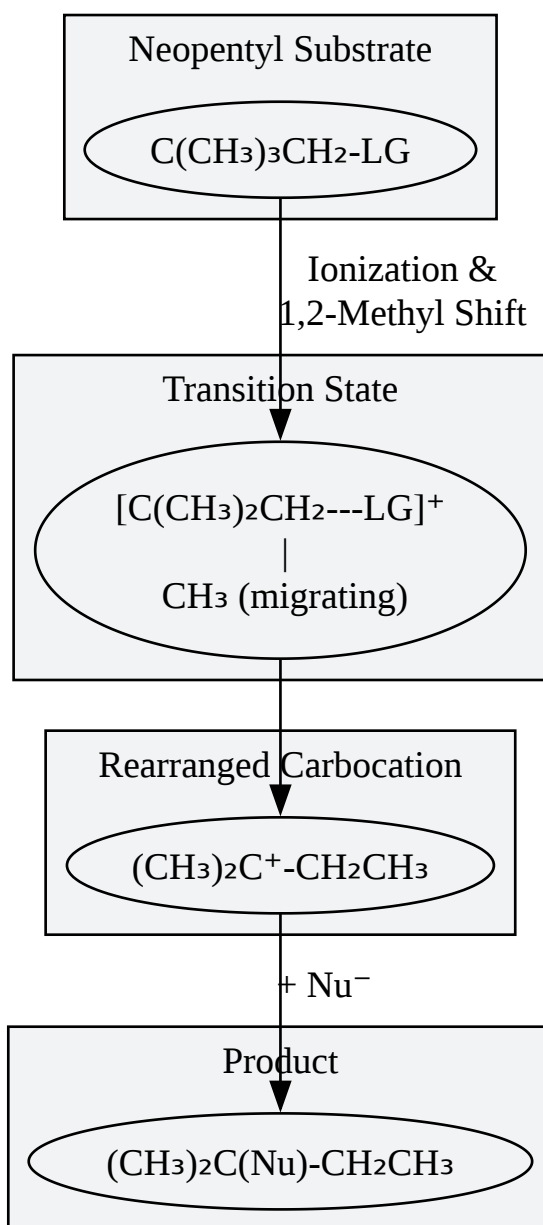 Neopentyl Substrate
C(CH₃)₃CH₂-LG
Ionization &
1,2-Methyl Shift
Transition State
[C(CH₃)₂CH₂---LG]⁺
|
CH₃ (migrating)
Rearranged Carbocation
(CH₃)₂C⁺-CH₂CH₃
+ Nu⁻
Product
(CH₃)₂C(Nu)-CH₂CH₃